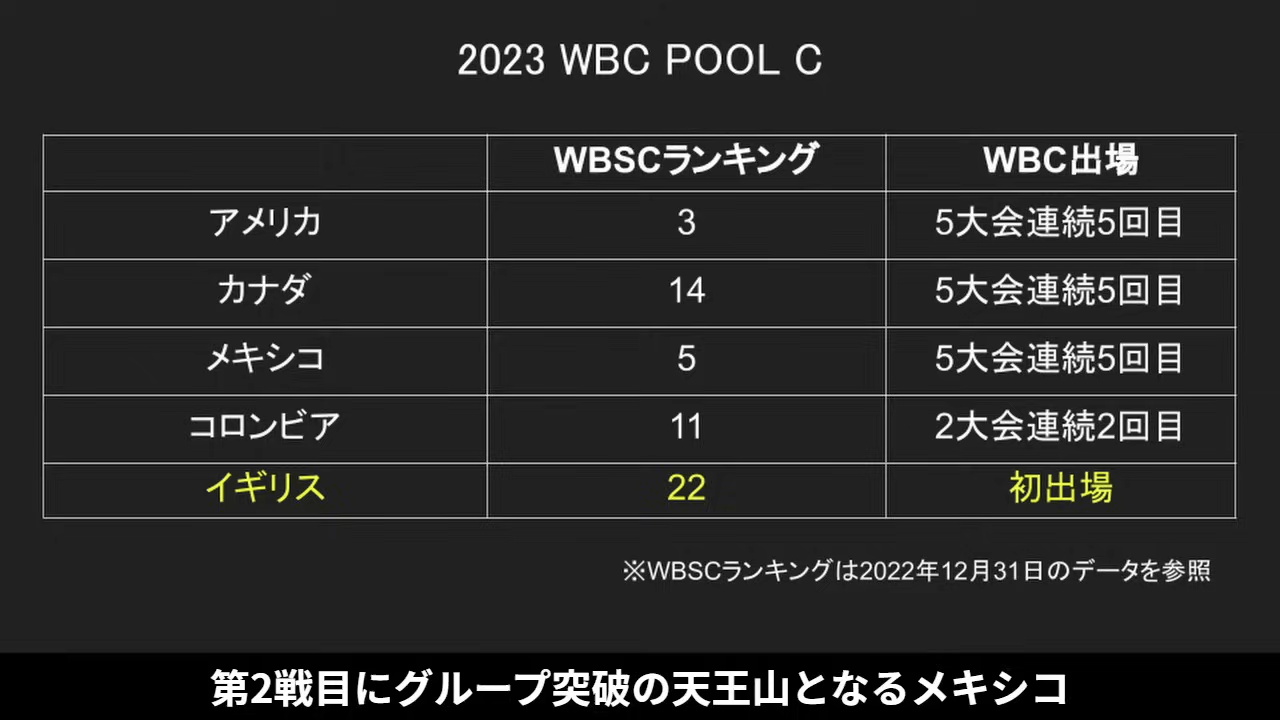 2023 WBC POOL C
WBSCランキング WBC出場
アメリカ 3 5大会連続5回目
カナダ 14 5大会連続5回目
メキシコ 5 5大会連続5回目
コロンビア 11 2大会連続2回目
イギリス 22 初出場
※WBSCランキングは2022年12月31日のデータを参照
第2戦目にグループ突破の天王山となるメキシコ